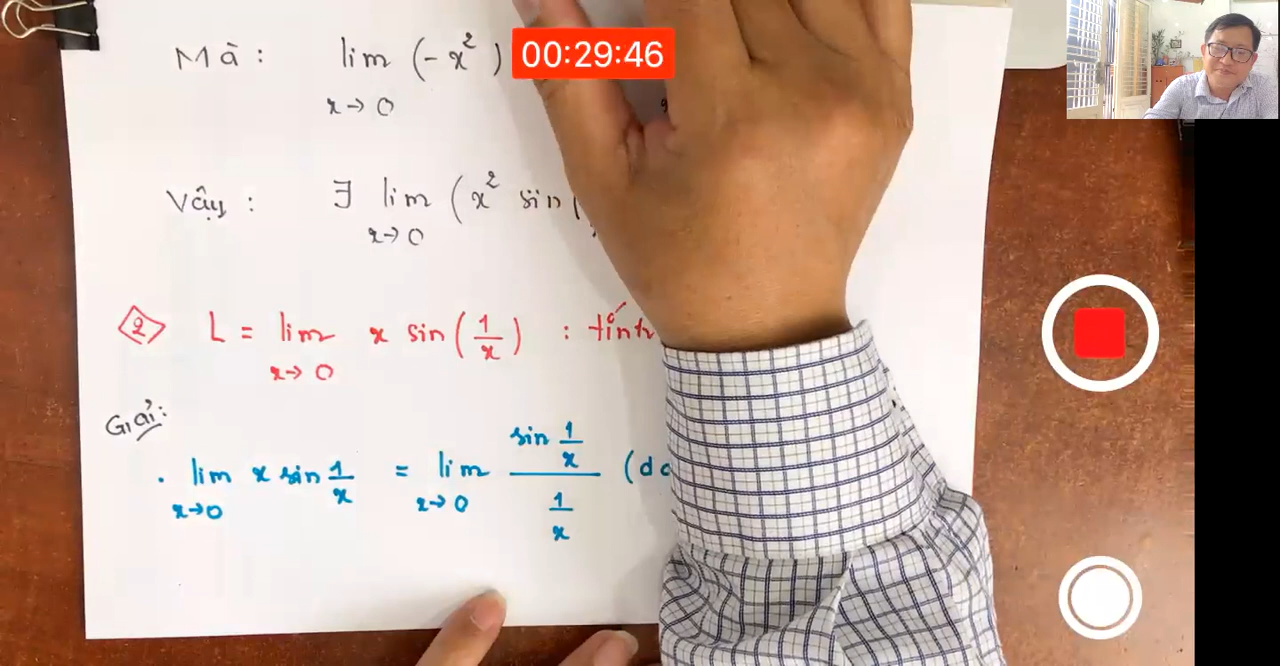 Mà : lim (-x²)
x→0
00:29:46
Vậy : ∃ lim (x² sin
x→0
2 L = lim x sin(1/x) : tính
x→0
Giải:
. lim x sin 1/x = lim (sin 1/x)/(1/x)
x→0 x→0